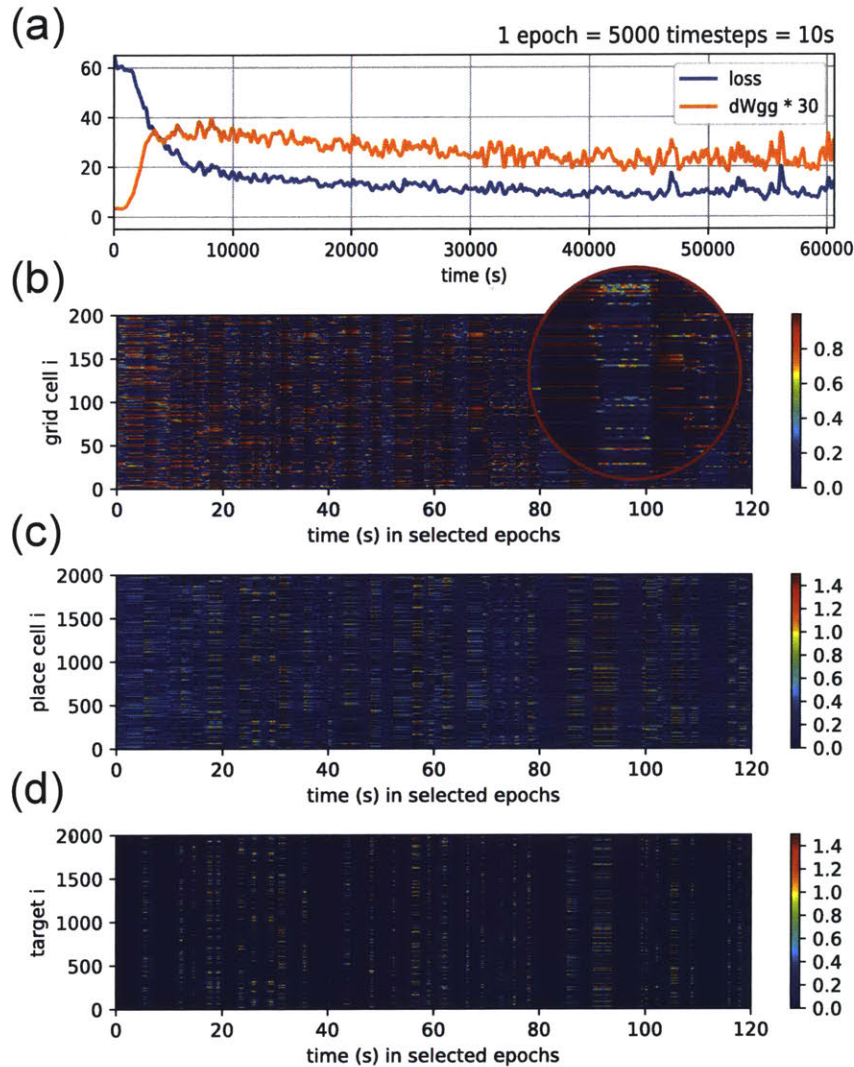 (a)
1 epoch = 5000 timesteps = 10s
60
40
20
0
loss
dWgg * 30
0 10000 20000 30000 40000 50000 60000
time (s)
(b)
200
150
100
50
0
grid cell i
0.8
0.6
0.4
0.2
0.0
0 20 40 60 80 100 120
time (s) in selected epochs
(c)
2000
1500
1000
500
0
place cell i
1.4
1.2
1.0
0.8
0.6
0.4
0.2
0.0
0 20 40 60 80 100 120
time (s) in selected epochs
(d)
2000
1500
1000
500
0
target i
1.4
1.2
1.0
0.8
0.6
0.4
0.2
0.0
0 20 40 60 80 100 120
time (s) in selected epochs